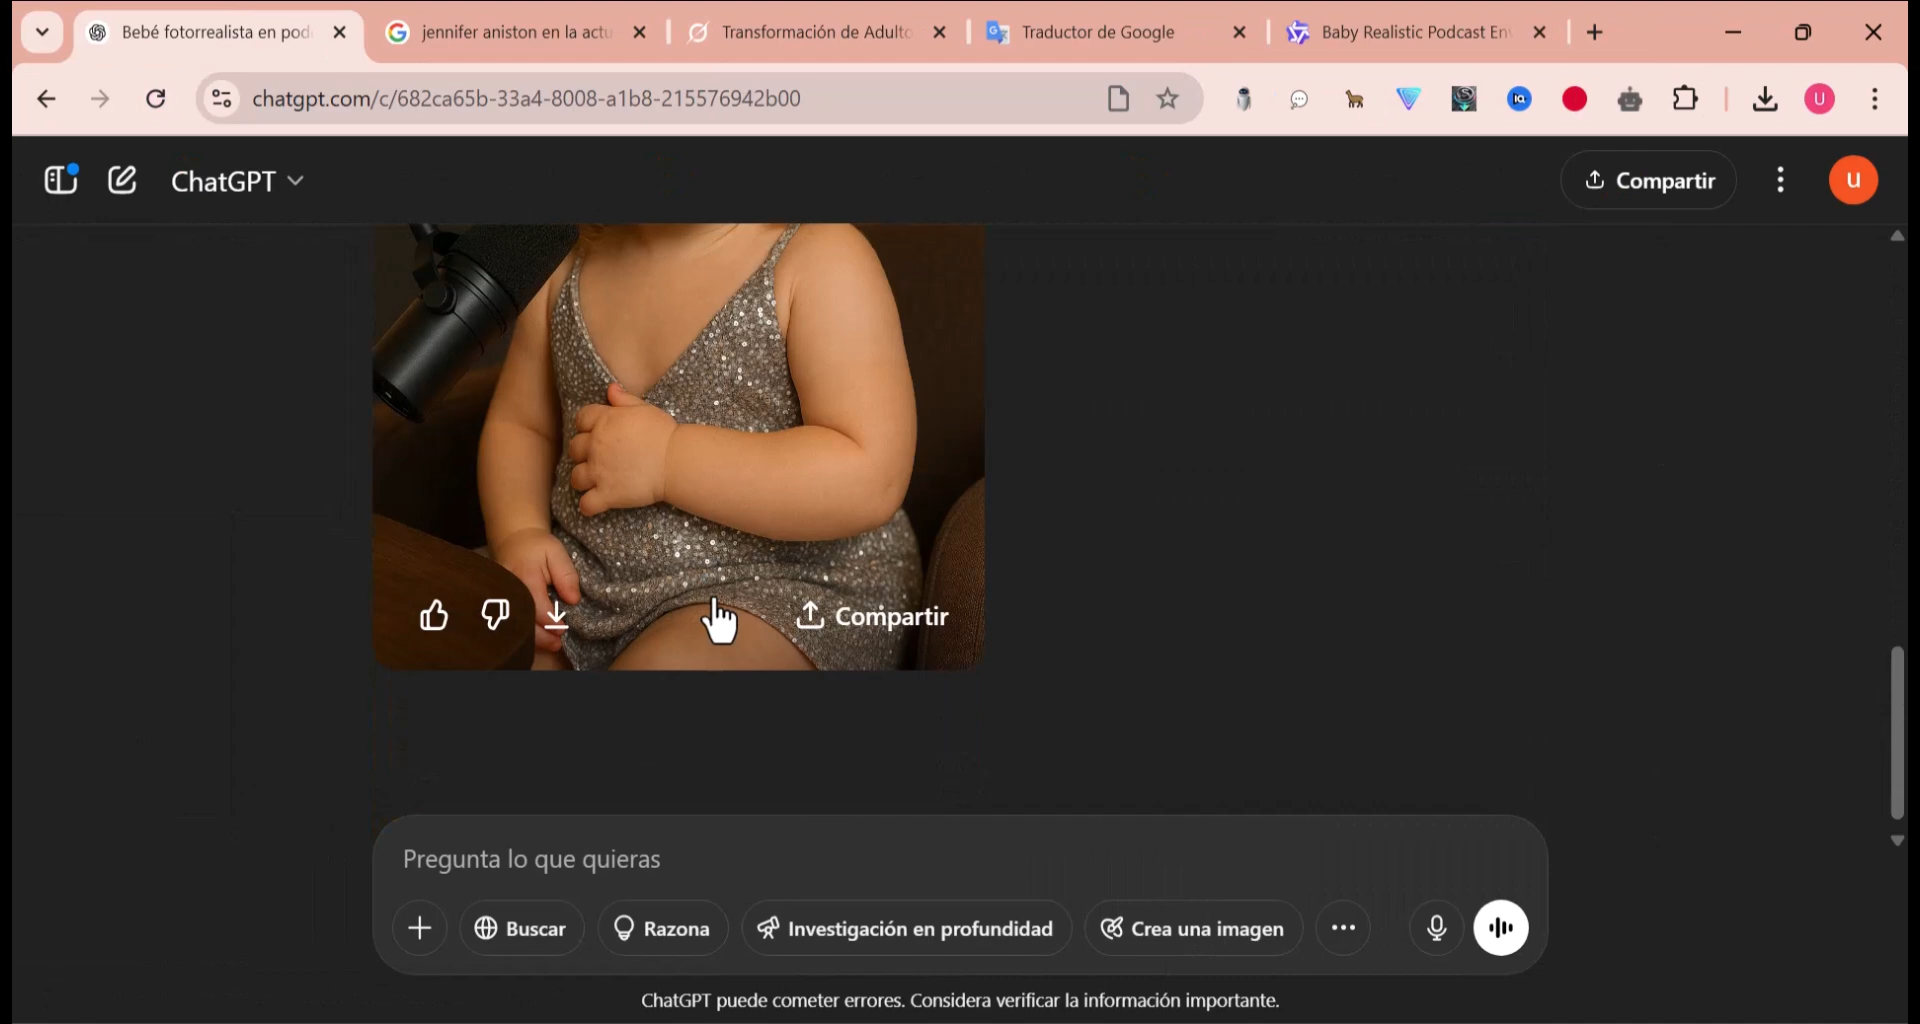 Bebé fotorrealista en pod
jennifer aniston en la actu
Transformación de Adulto
Traductor de Google
Baby Realistic Podcast En
chatgpt.com/c/682ca65b-33a4-8008-a1b8-215576942b00
IQ
U
ChatGPT
Compartir
u
Compartir
Pregunta lo que quieras
Buscar
Razona
Investigación en profundidad
Crea una imagen
ChatGPT puede cometer errores. Considera verificar la información importante.